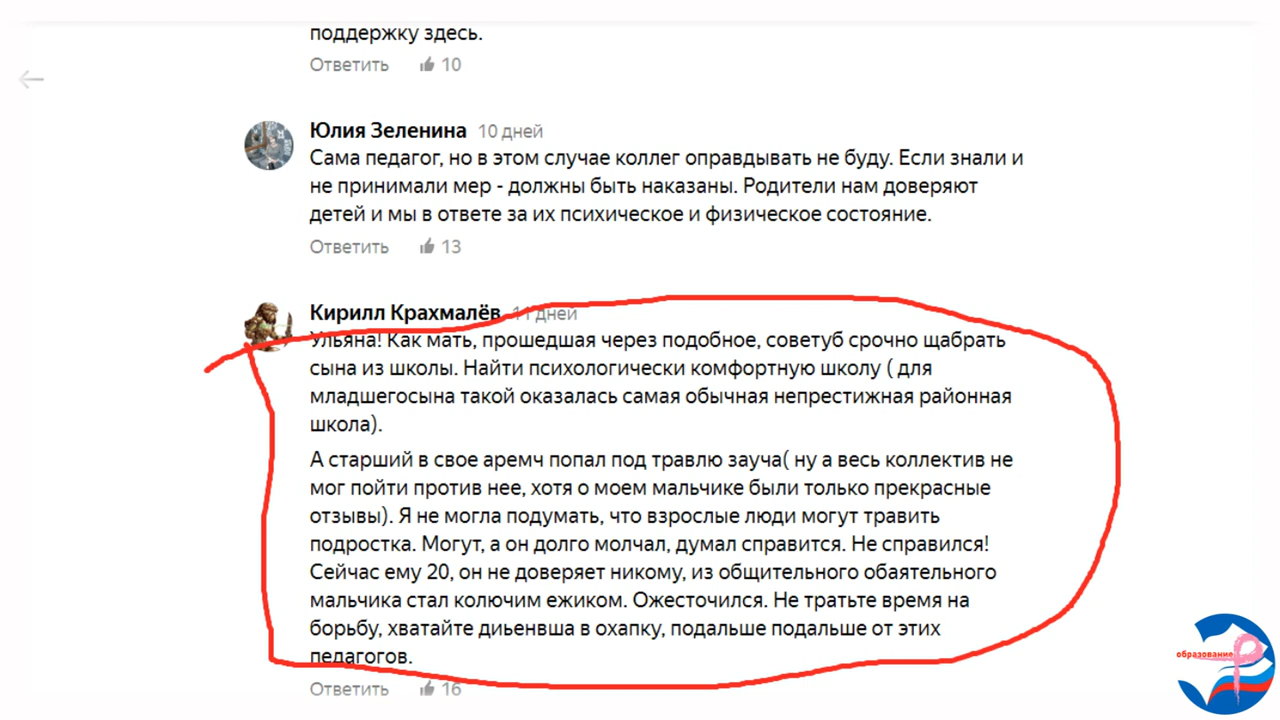 поддержку здесь.
Ответить 10
Юлия Зеленина 10 дней
Сама педагог, но в этом случае коллег оправдывать не буду. Если знали и
не принимали мер - должны быть наказаны. Родители нам доверяют
детей и мы в ответе за их психическое и физическое состояние.
Ответить 13
Кирилл Крахмалёв 11 дней
Ульяна! Как мать, прошедшая через подобное, советуб срочно щабрать
сына из школы. Найти психологически комфортную школу ( для
младшегосына такой оказалась самая обычная непрестижная районная
школа).
А старший в свое аремч попал под травлю зауча( ну а весь коллектив не
мог пойти против нее, хотя о моем мальчике были только прекрасные
отзывы). Я не могла подумать, что взрослые люди могут травить
подростка. Могут, а он долго молчал, думал справится. Не справился!
Сейчас ему 20, он не доверяет никому, из общительного обаятельного
мальчика стал колючим ежиком. Ожесточился. Не тратьте время на
борьбу, хватайте диьенвша в охапку, подальше подальше от этих
педагогов.
Ответить 16
образование